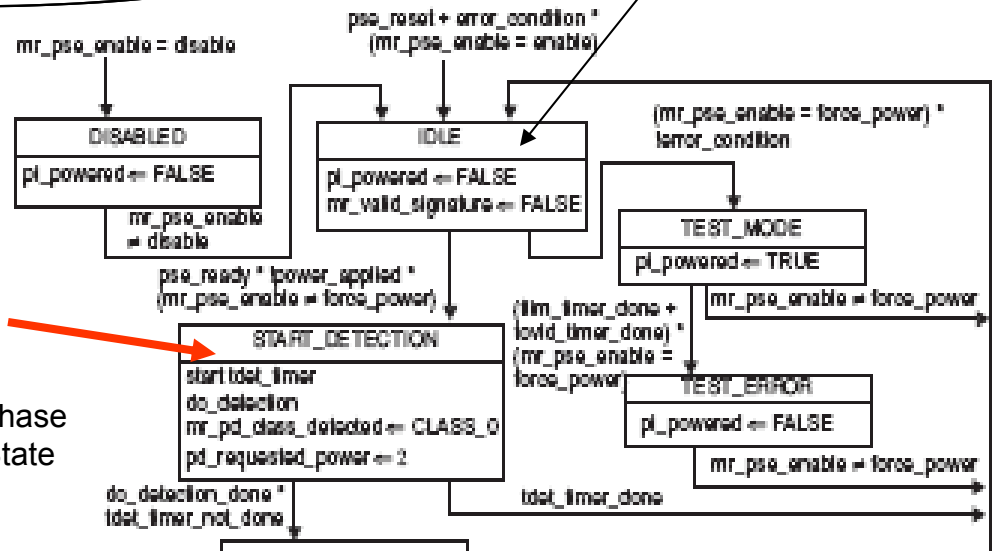 mr_pse_enable = disable
pse_reset + error_condition *
(mr_pse_enable = enable)
DISABLED
pi_powered ⇐ FALSE
mr_pse_enable
≠ disable
IDLE
pi_powered ⇐ FALSE
mr_valid_signature ⇐ FALSE
(mr_pse_enable = force_power) *
!error_condition
TEST_MODE
pi_powered ⇐ TRUE
mr_pse_enable ≠ force_power
pse_ready * !power_applied *
(mr_pse_enable ≠ force_power)
START_DETECTION
start tdet_timer
do_detection
mr_pd_class_detected ⇐ CLASS_0
pd_requested_power ⇐ 2
(tlim_timer_done +
tovld_timer_done) *
(mr_pse_enable =
force_power)
TEST_ERROR
pi_powered ⇐ FALSE
mr_pse_enable ≠ force_power
hase
tate
do_detection_done *
tdet_timer_not_done
tdet_timer_done